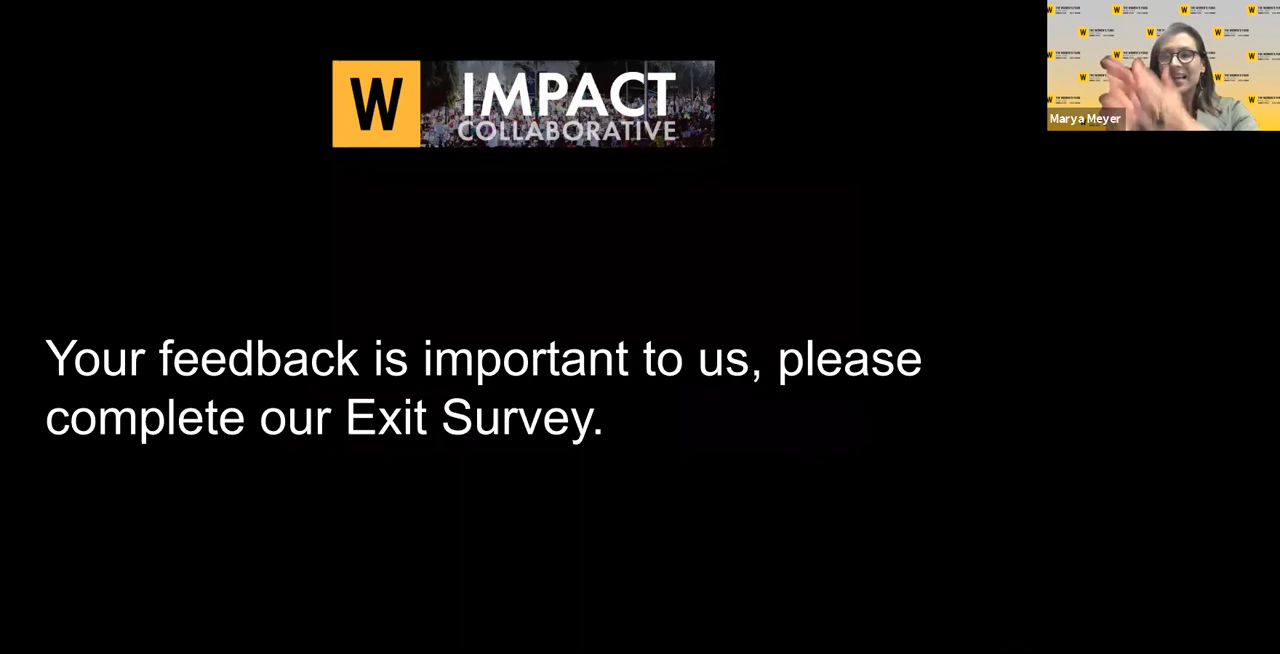 W IMPACT
COLLABORATIVE
Marya Meyer
Your feedback is important to us, please
complete our Exit Survey.